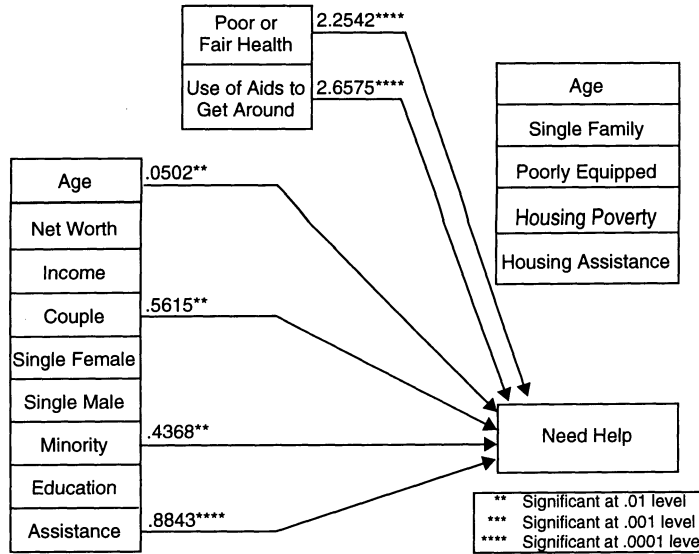 Poor or
Fair Health
2.2542****
Use of Aids to
Get Around
2.6575****
Age
Single Family
Poorly Equipped
Housing Poverty
Housing Assistance
Age
.0502**
Net Worth
Income
Couple
.5615**
Single Female
Single Male
Minority
.4368**
Education
Assistance
.8843****
Need Help
** Significant at .01 level
*** Significant at .001 level
**** Significant at .0001 leve